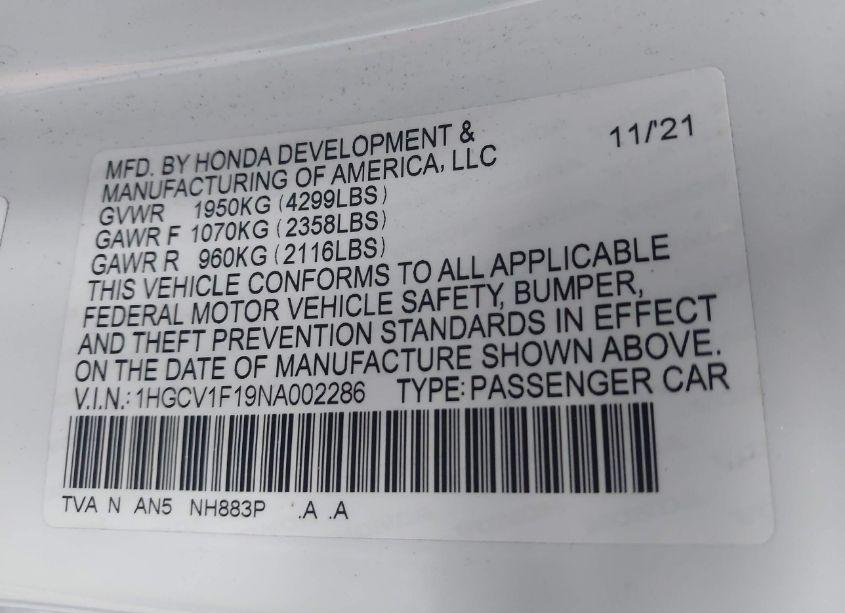 11/'21
MFD. BY HONDA DEVELOPMENT &
MANUFACTURING OF AMERICA, LLC
GVWR 1950KG (4299LBS)
GAWR F 1070KG (2358LBS)
GAWR R 960KG (2116LBS)
THIS VEHICLE CONFORMS TO ALL APPLICABLE
FEDERAL MOTOR VEHICLE SAFETY, BUMPER,
AND THEFT PREVENTION STANDARDS IN EFFECT
ON THE DATE OF MANUFACTURE SHOWN ABOVE.
V.I.N.: 1HGCV1F19NA002286 TYPE: PASSENGER CAR
TVA N AN5 NH883P .A .A